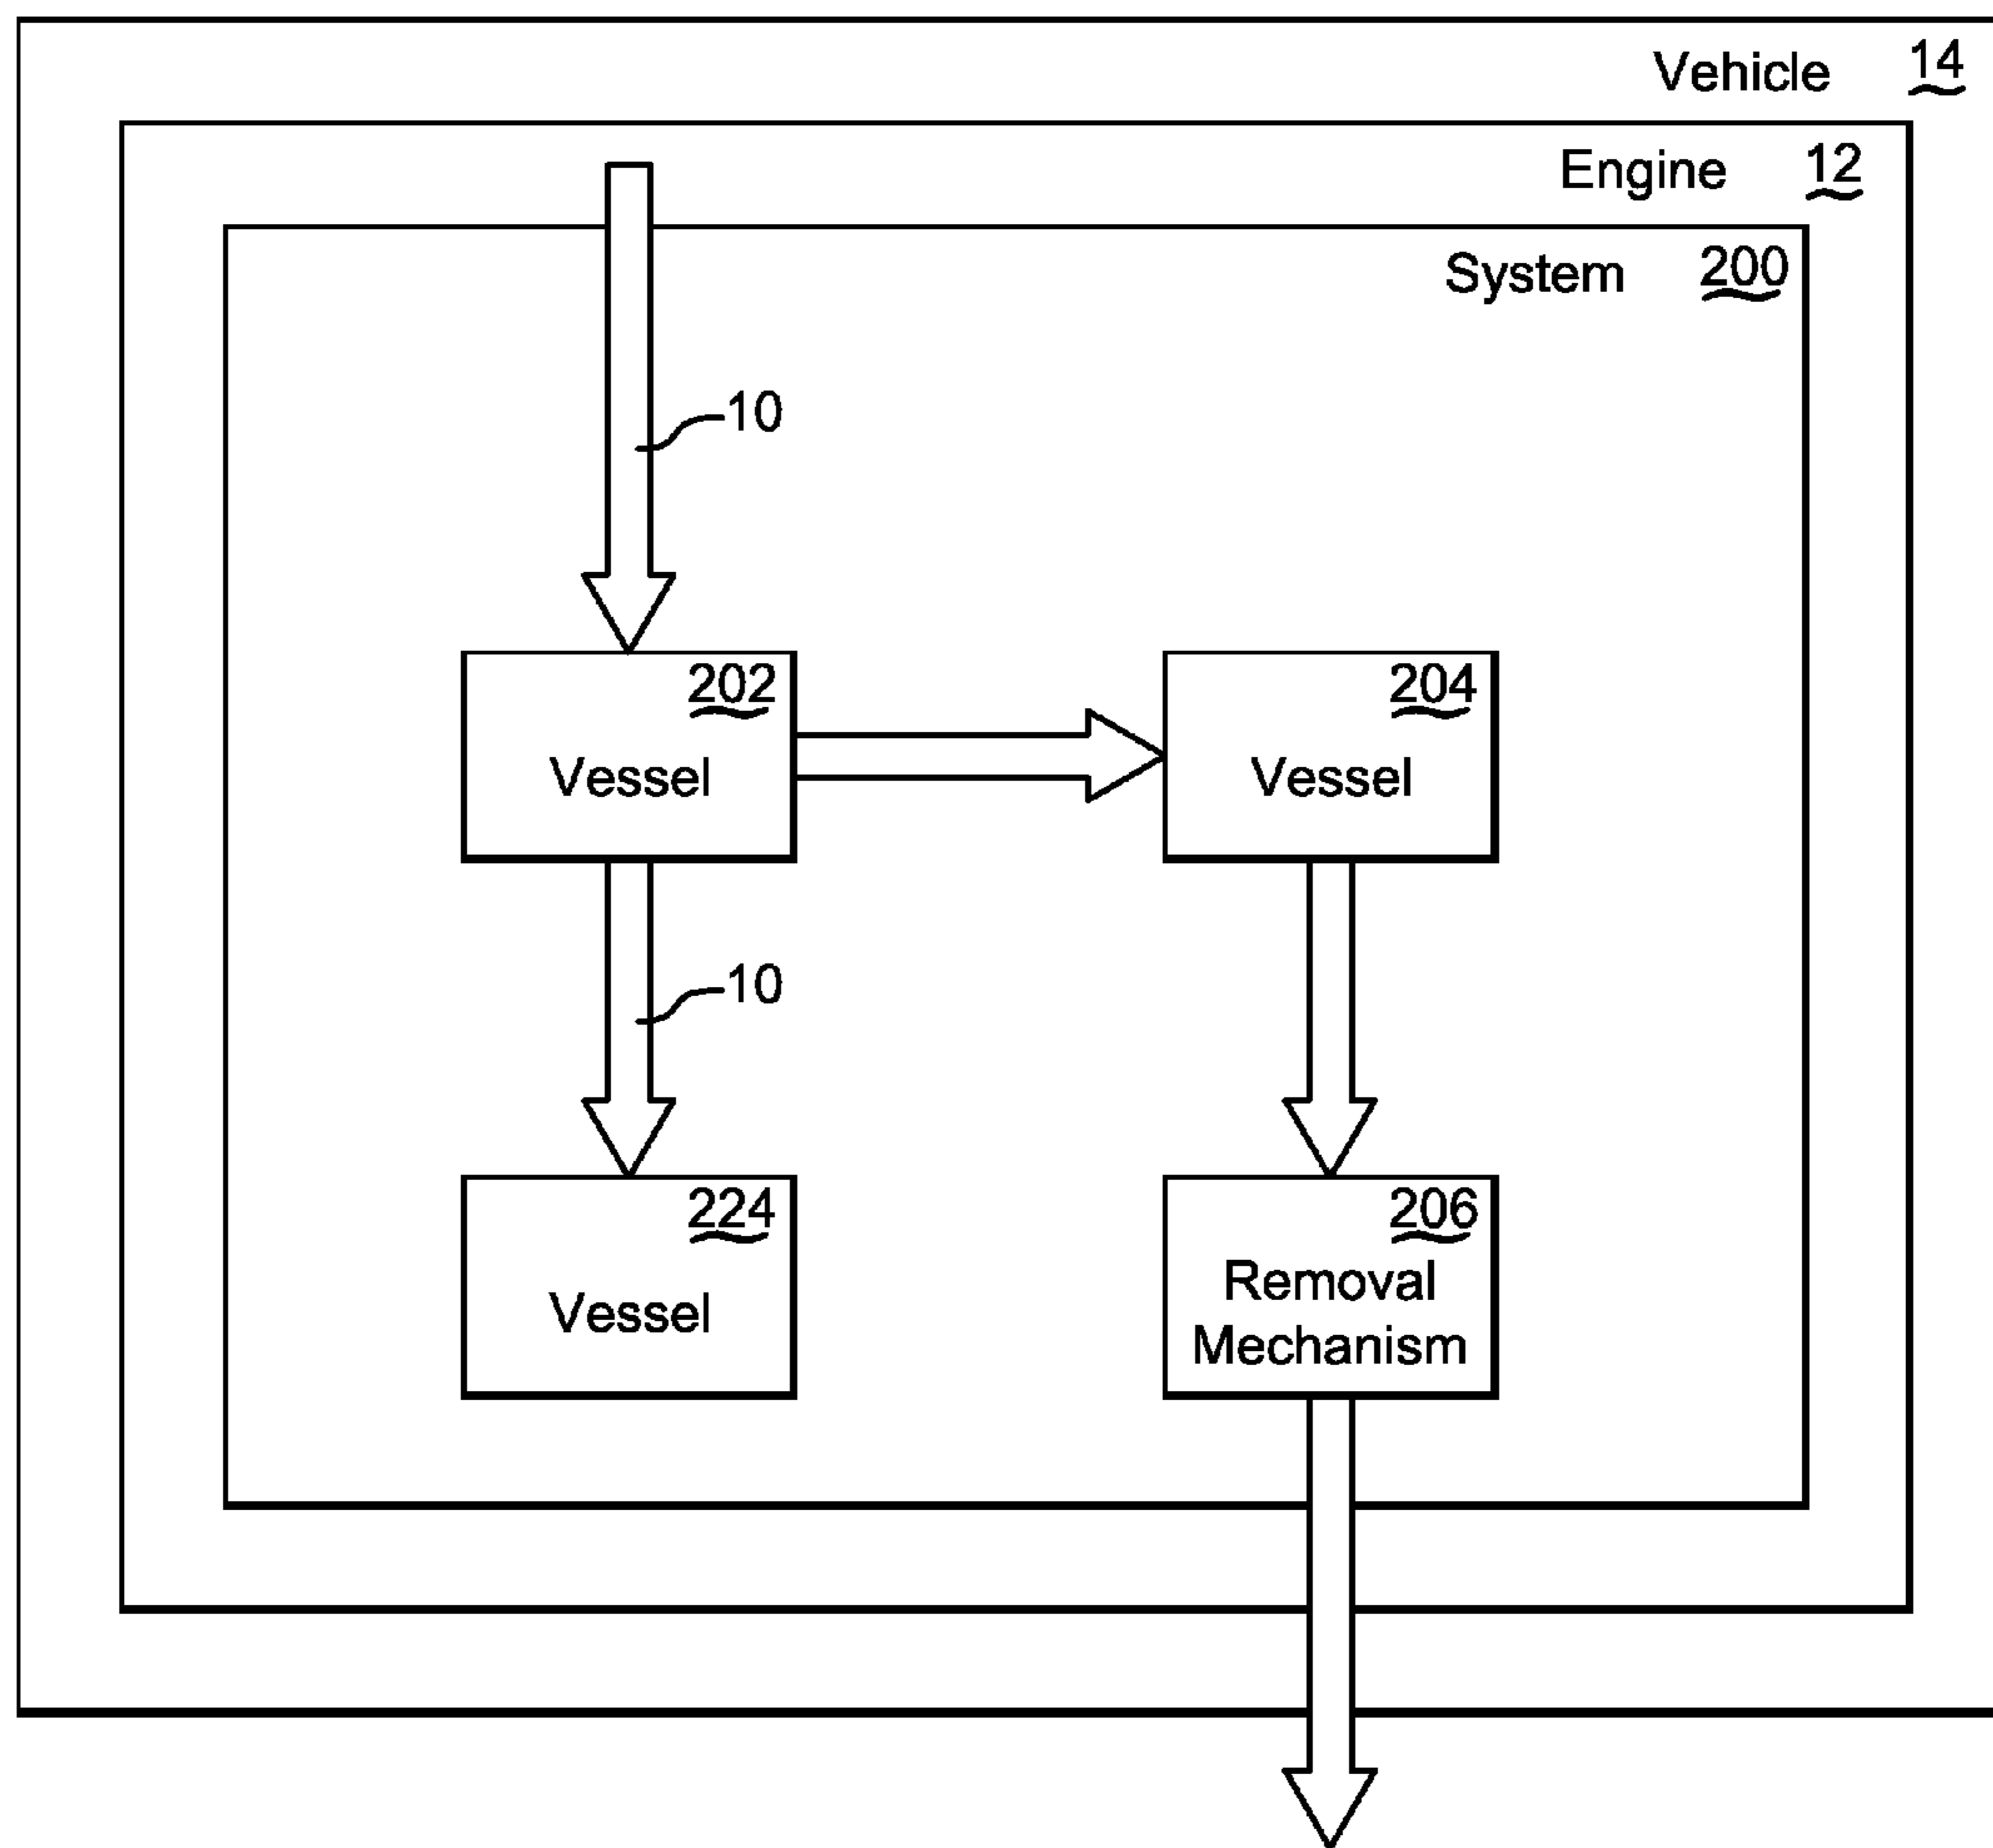 Vehicle 14
Engine 12
System 200
10
202
Vessel
204
Vessel
10
224
Vessel
206
Removal
Mechanism